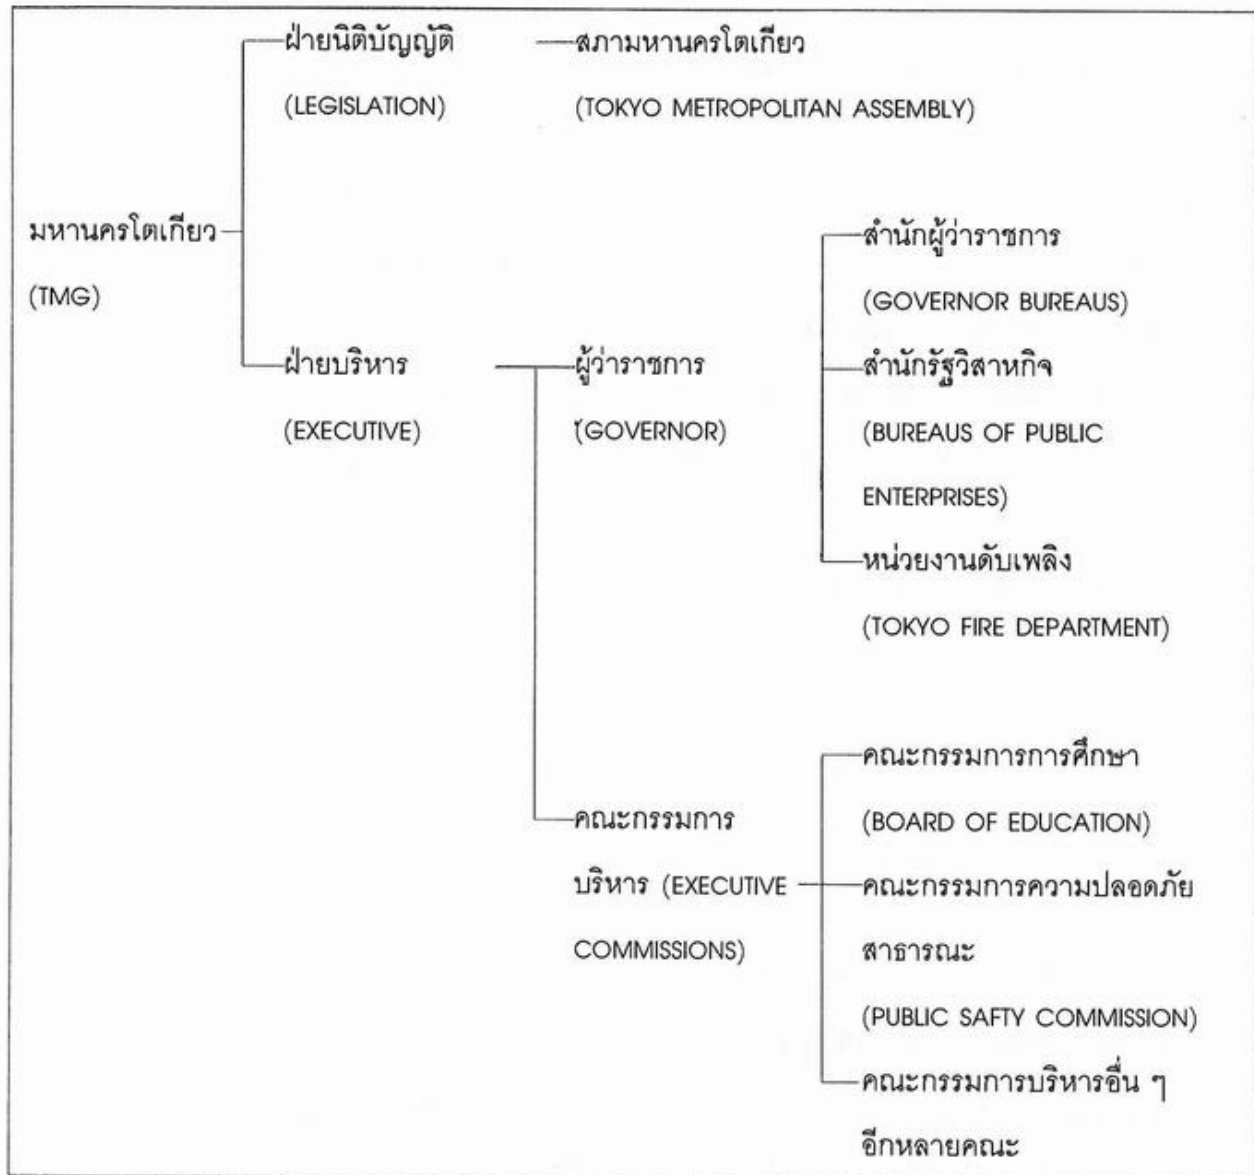 ฝ่ายนิติบัญญัติ
(LEGISLATION)
สภามหานครโตเกียว
(TOKYO METROPOLITAN ASSEMBLY)
มหานครโตเกียว
(TMG)
ฝ่ายบริหาร
(EXECUTIVE)
ผู้ว่าราชการ
(GOVERNOR)
สำนักผู้ว่าราชการ
(GOVERNOR BUREAUS)
สำนักรัฐวิสาหกิจ
(BUREAUS OF PUBLIC
ENTERPRISES)
หน่วยงานดับเพลิง
(TOKYO FIRE DEPARTMENT)
คณะกรรมการ
บริหาร (EXECUTIVE
COMMISSIONS)
คณะกรรมการการศึกษา
(BOARD OF EDUCATION)
คณะกรรมการความปลอดภัย
สาธารณะ
(PUBLIC SAFTY COMMISSION)
คณะกรรมการบริหารอื่น ๆ
อีกหลายคณะ